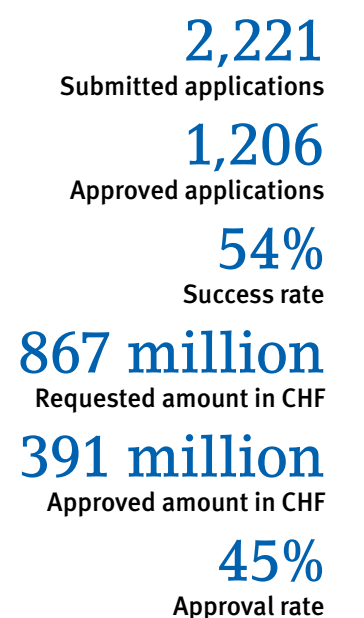 2,221
Submitted applications
1,206
Approved applications
54%
Success rate
867 million
Requested amount in CHF
391 million
Approved amount in CHF
45%
Approval rate